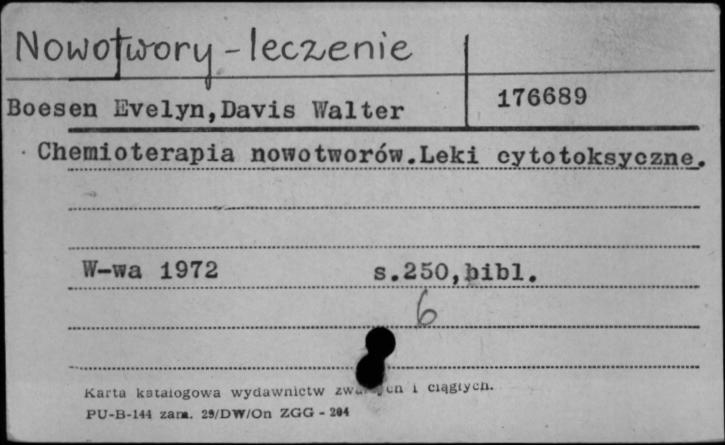 Nowotwory - leczenie
Boesen Evelyn,Davis Walter
176689
Chemioterapia nowotworów.Leki cytotoksyczne.
W-wa 1972 s.250,bibl.
6
Karta katalogowa wydawnictw i ciągłych.
PU-B-144 zam. 29/DW/On ZGG - 204